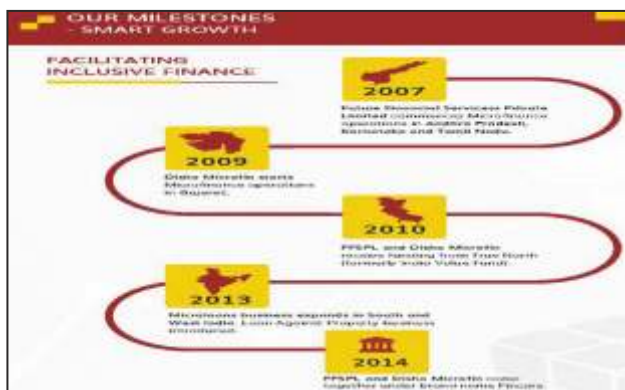 OUR MILESTONES
- SMART GROWTH
FACILITATING
INCLUSIVE FINANCE
2007
Future Financial Servicess Private
Limited commences Microfinance
operations in Andhra Pradesh,
Karnataka and Tamil Nadu.
2009
Disha Microfin starts
Microfinance operations
in Gujarat.
2010
FFSPL and Disha Microfin
receive funding from True North
(formerly India Value Fund)
2013
Microloans business expands in South and
West India. Loan Against Property business
introduced.
2014
FFSPL and Disha Microfin come
together under brand name Fincare